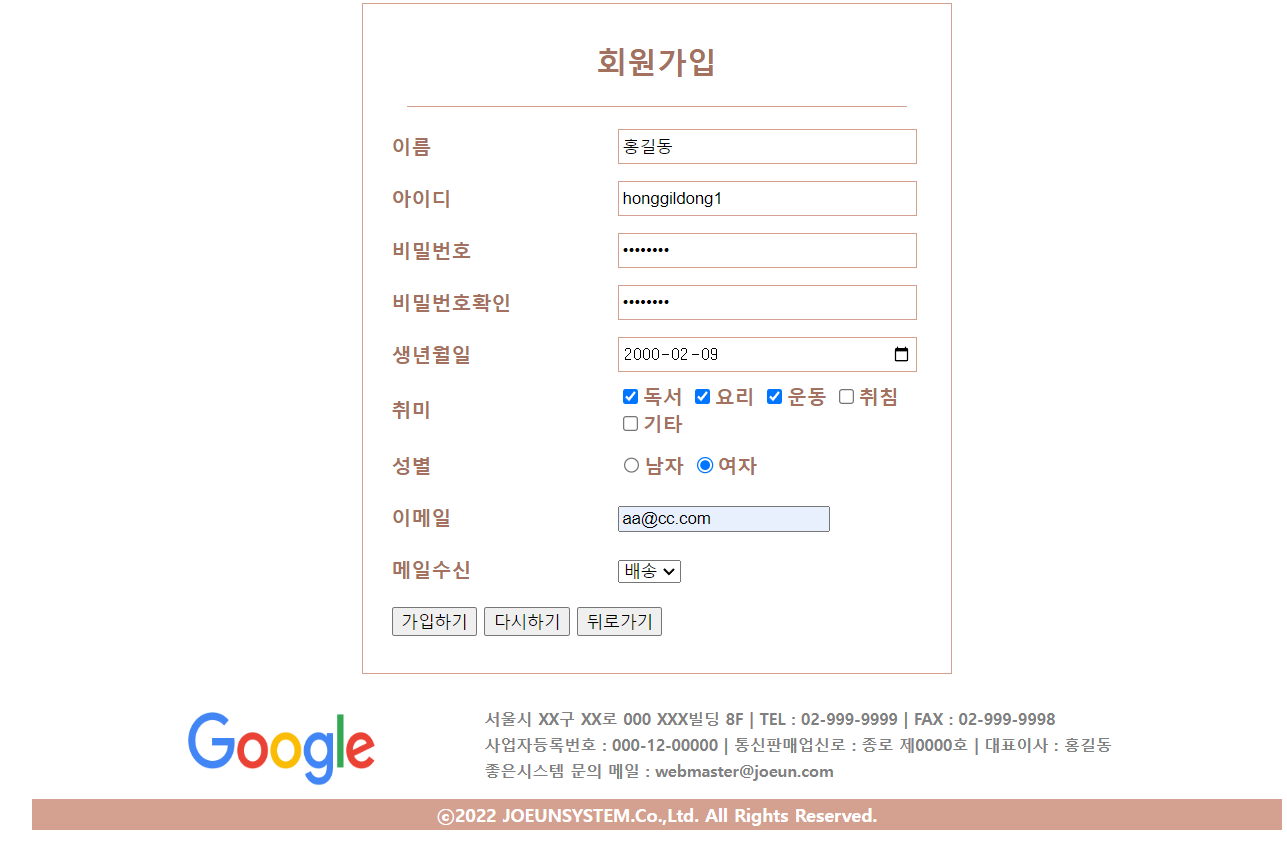 회원가입
이름 홍길동
아이디 honggildong1
비밀번호 ••••••••
비밀번호확인 ••••••••
생년월일 2000-02-09
취미 독서 요리 운동 취침
기타
성별 남자 여자
이메일 aa@cc.com
메일수신 배송
가입하기 다시하기 뒤로가기
Google
서울시 XX구 XX로 000 XXX빌딩 8F | TEL : 02-999-9999 | FAX : 02-999-9998
사업자등록번호 : 000-12-00000 | 통신판매업신로 : 종로 제0000호 | 대표이사 : 홍길동
좋은시스템 문의 메일 : webmaster@joeun.com
©2022 JOEUNSYSTEM.Co.,Ltd. All Rights Reserved.